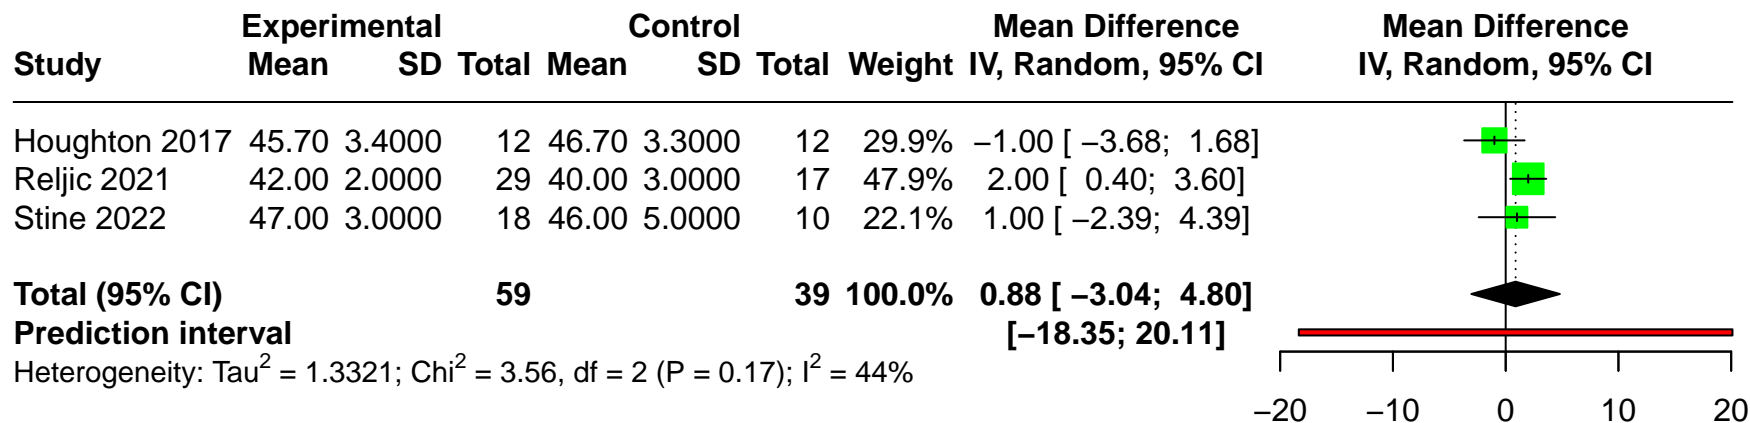 Experimental Control Mean Difference Mean Difference
Study Mean SD Total Mean SD Total Weight IV, Random, 95% CI IV, Random, 95% CI
Houghton 2017 45.70 3.4000 12 46.70 3.3000 12 29.9% −1.00 [ −3.68; 1.68]
Reljic 2021 42.00 2.0000 29 40.00 3.0000 17 47.9% 2.00 [ 0.40; 3.60]
Stine 2022 47.00 3.0000 18 46.00 5.0000 10 22.1% 1.00 [ −2.39; 4.39]
Total (95% CI) 59 39 100.0% 0.88 [ −3.04; 4.80]
Prediction interval [−18.35; 20.11]
Heterogeneity: Tau² = 1.3321; Chi² = 3.56, df = 2 (P = 0.17); I² = 44%
−20 −10 0 10 20